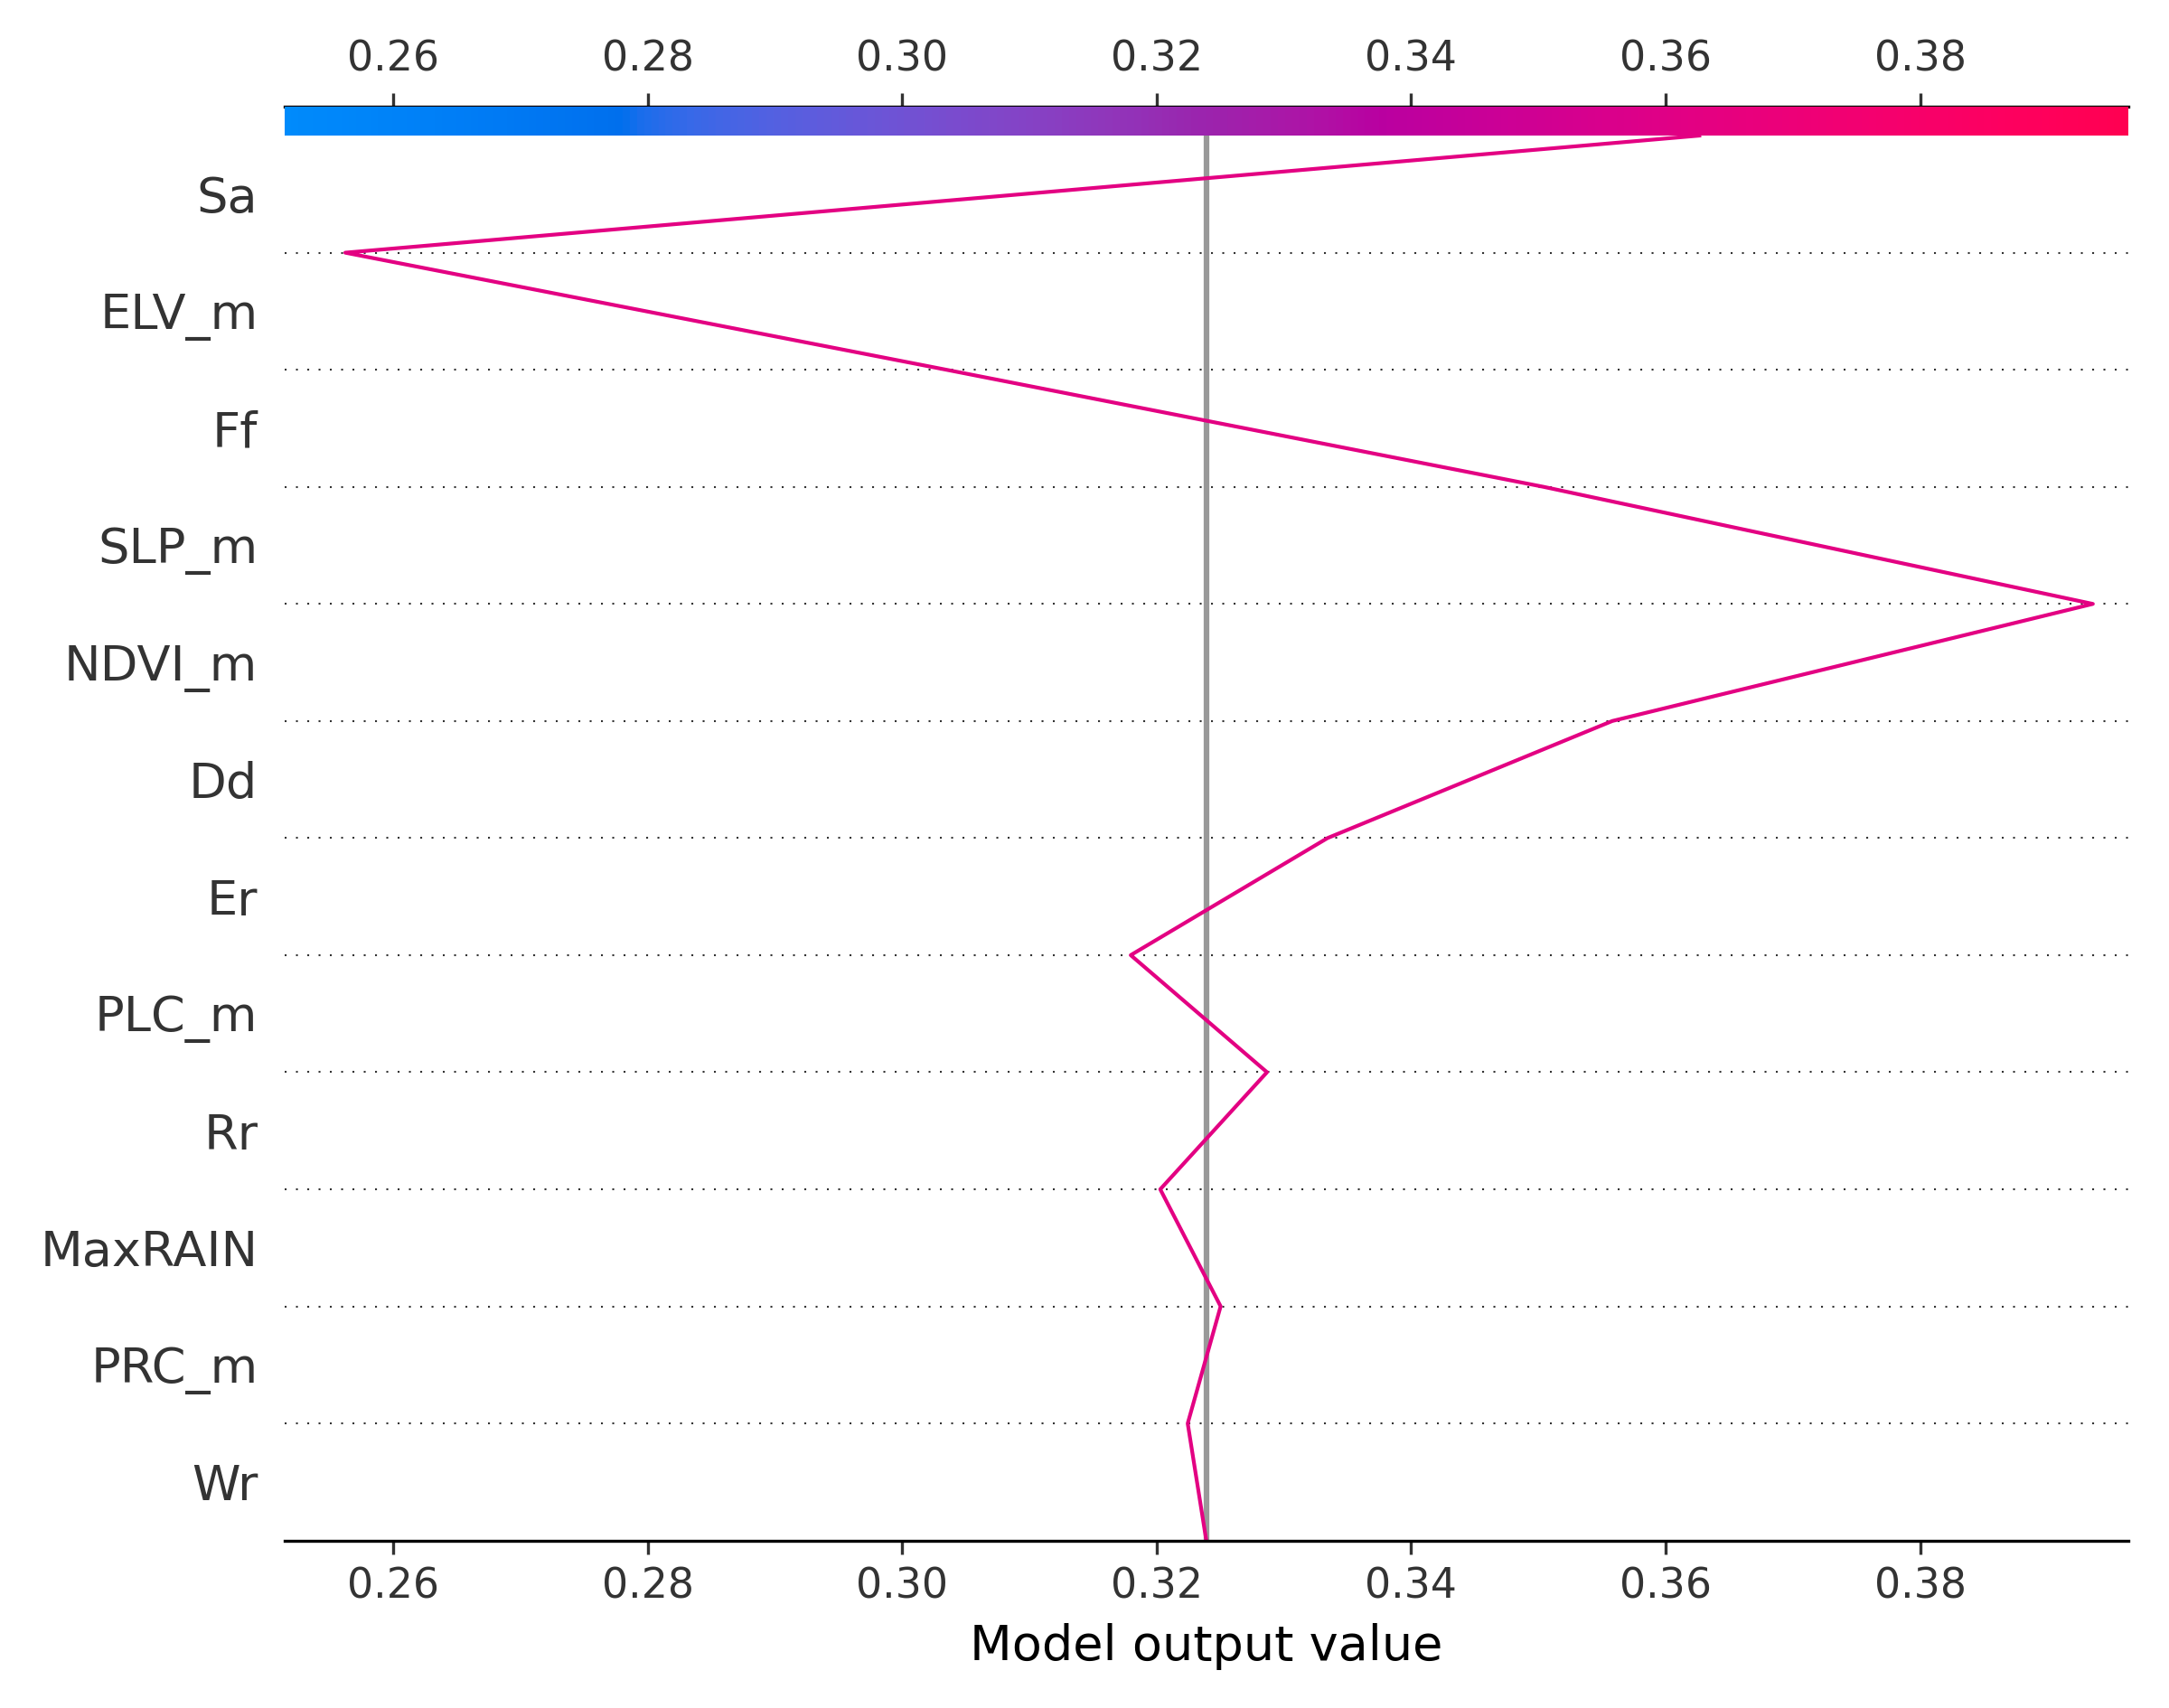 0.26 0.28 0.30 0.32 0.34 0.36 0.38
Sa
ELV_m
Ff
SLP_m
NDVI_m
Dd
Er
PLC_m
Rr
MaxRAIN
PRC_m
Wr
0.26 0.28 0.30 0.32 0.34 0.36 0.38
Model output value